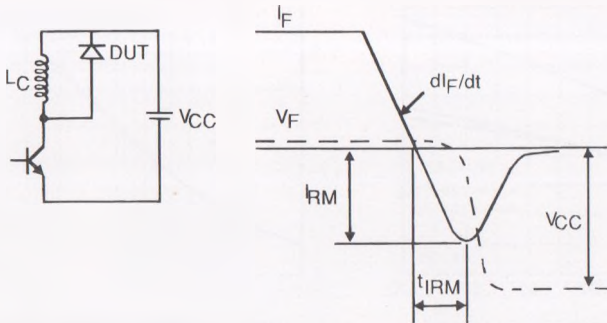 DUT
L_C
V_CC
I_F
dI_F/dt
V_F
I_RM
V_CC
t_IRM